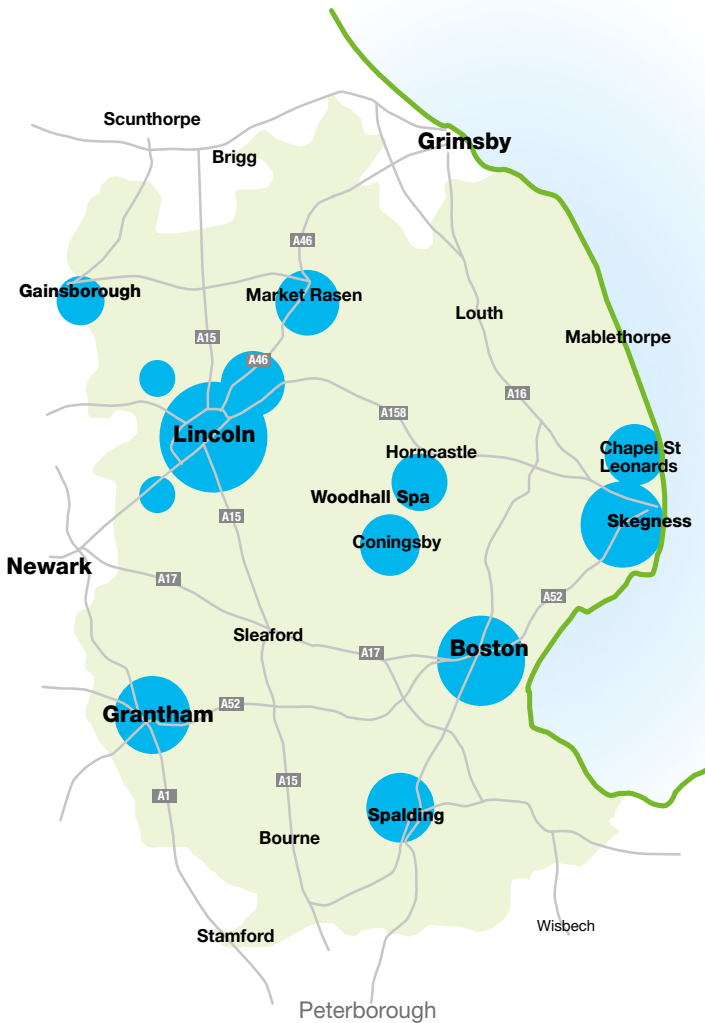 Scunthorpe
Grimsby
Brigg
A46
Gainsborough
Market Rasen
Louth
A15
Mablethorpe
A46
A16
A158
Lincoln
Horncastle
Chapel St
Leonards
Woodhall Spa
A15
Skegness
Coningsby
Newark
A17
A52
Sleaford
A17
Boston
A52
Grantham
A15
A1
Spalding
Bourne
Wisbech
Stamford
Peterborough